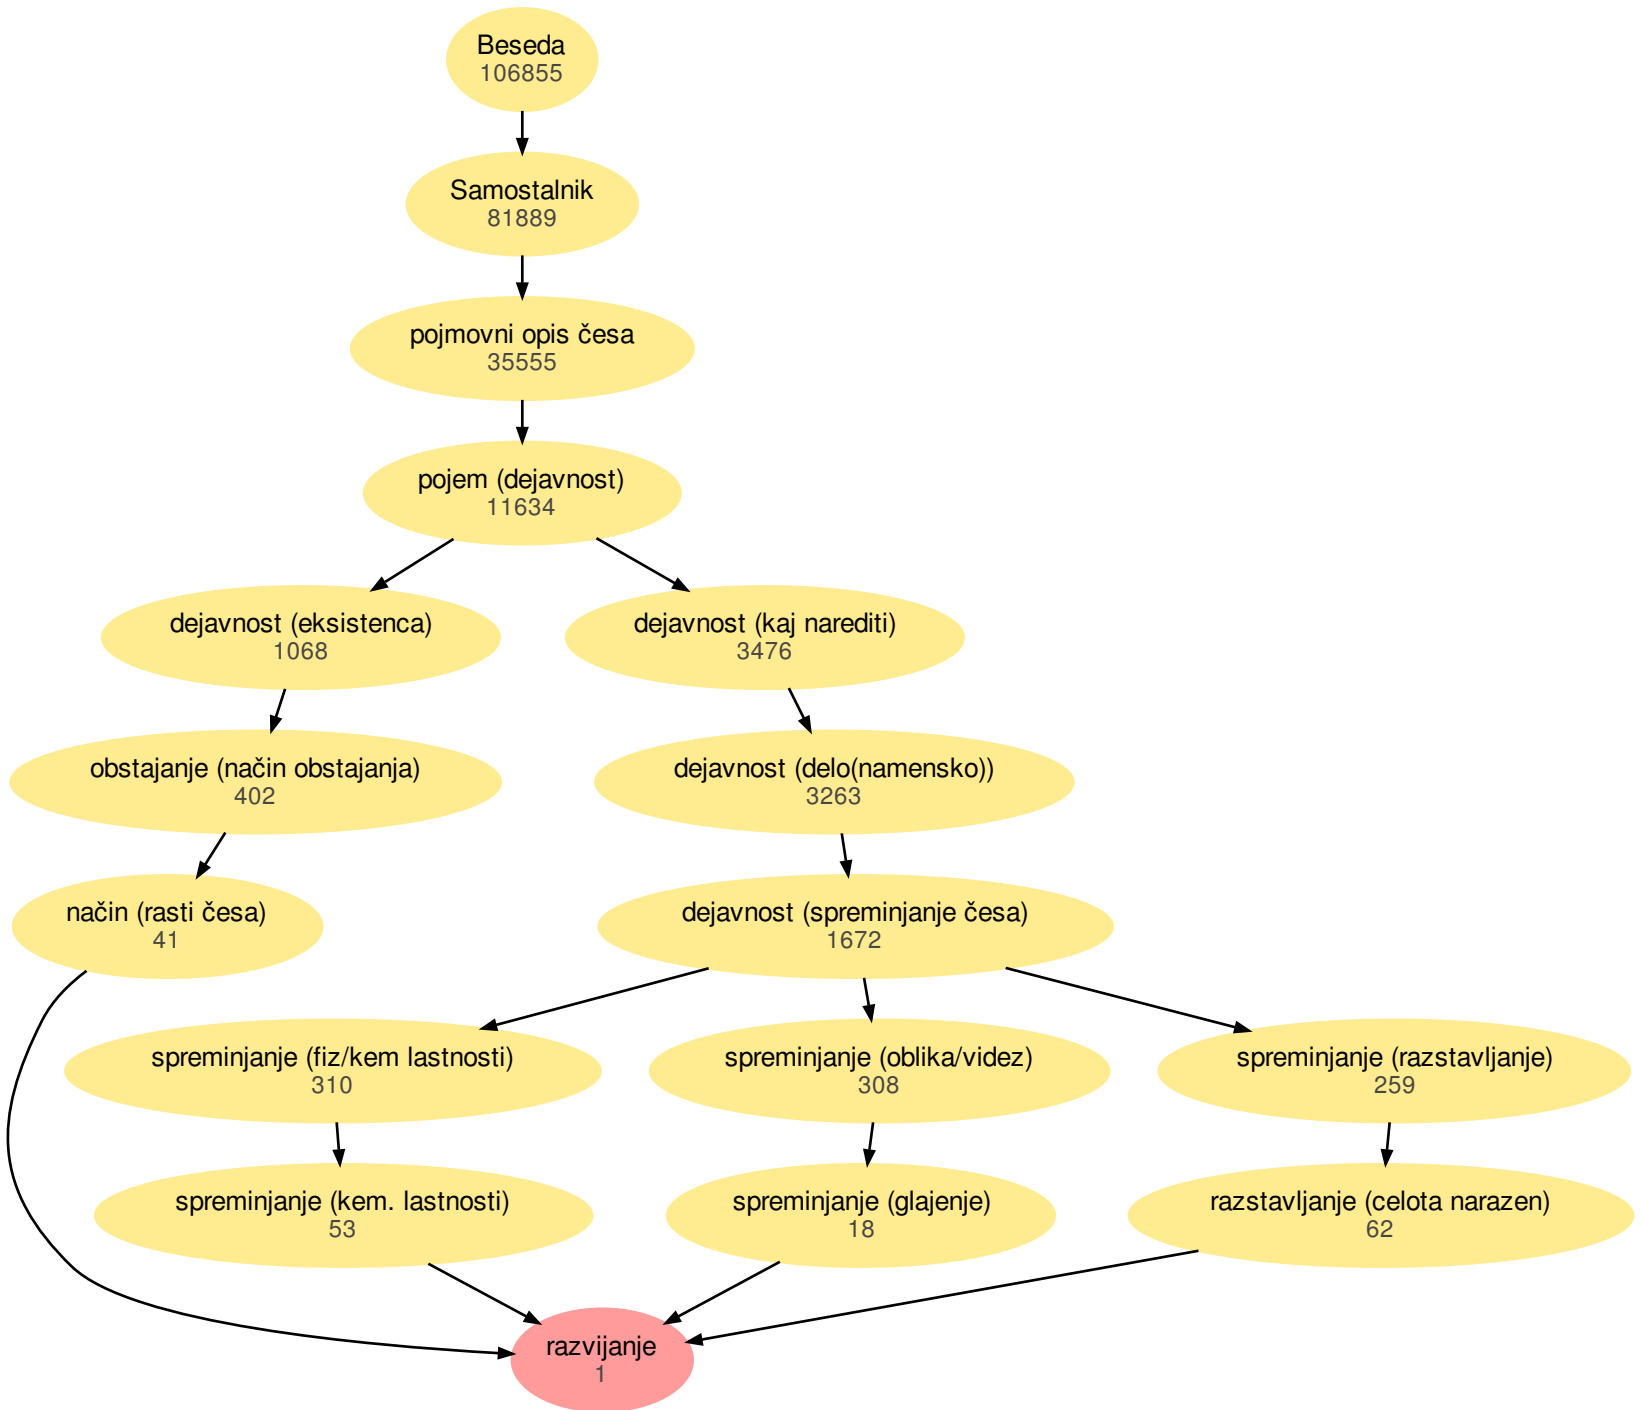 Beseda
106855
Samostalnik
81889
pojmovni opis česa
35555
pojem (dejavnost)
11634
dejavnost (eksistenca)
1068
dejavnost (kaj narediti)
3476
obstajanje (način obstajanja)
402
dejavnost (delo(namensko))
3263
način (rasti česa)
41
dejavnost (spreminjanje česa)
1672
spreminjanje (fiz/kem lastnosti)
310
spreminjanje (oblika/videz)
308
spreminjanje (razstavljanje)
259
spreminjanje (kem. lastnosti)
53
spreminjanje (glajenje)
18
razstavljanje (celota narazen)
62
razvijanje
1